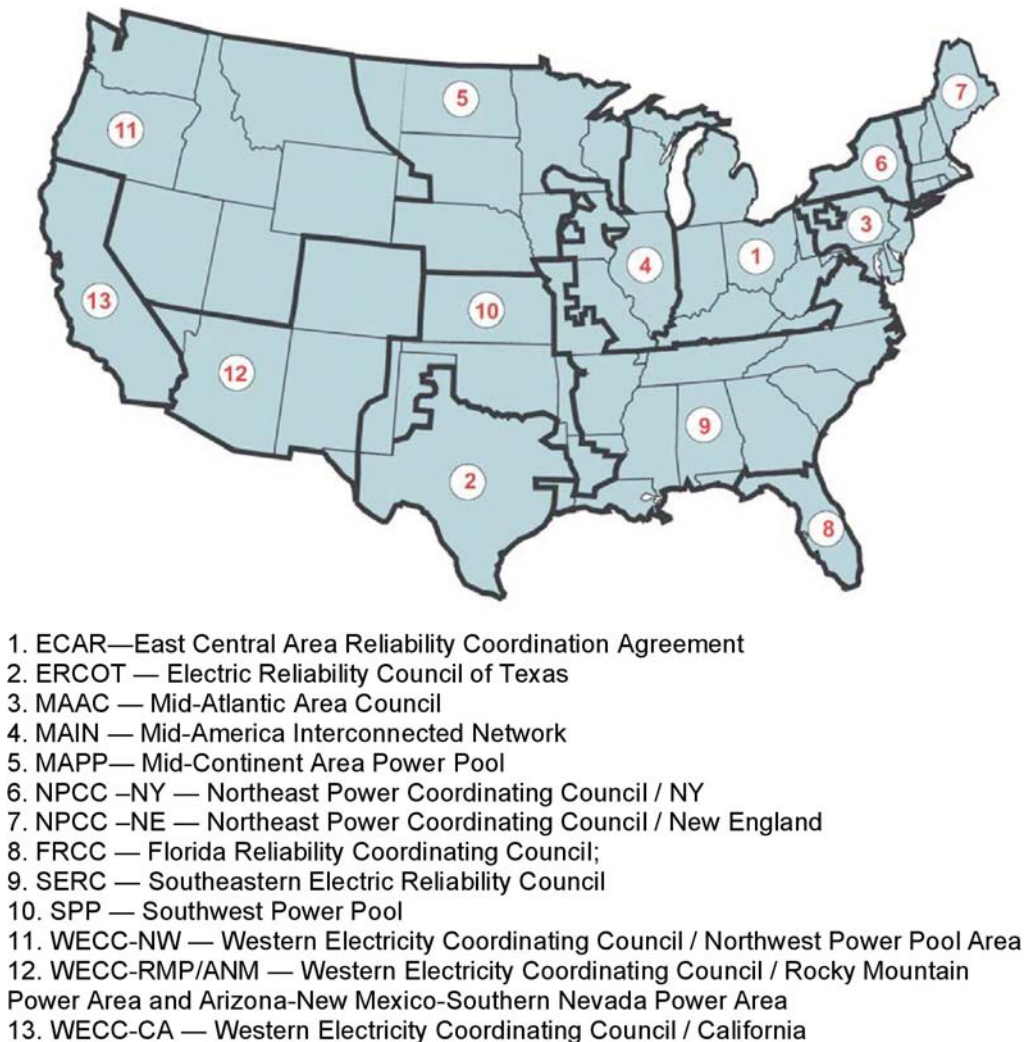 5
7
11
6
3
1
4
13
10
12
9
2
8
1. ECAR—East Central Area Reliability Coordination Agreement
2. ERCOT — Electric Reliability Council of Texas
3. MAAC — Mid-Atlantic Area Council
4. MAIN — Mid-America Interconnected Network
5. MAPP— Mid-Continent Area Power Pool
6. NPCC –NY — Northeast Power Coordinating Council / NY
7. NPCC –NE — Northeast Power Coordinating Council / New England
8. FRCC — Florida Reliability Coordinating Council;
9. SERC — Southeastern Electric Reliability Council
10. SPP — Southwest Power Pool
11. WECC-NW — Western Electricity Coordinating Council / Northwest Power Pool Area
12. WECC-RMP/ANM — Western Electricity Coordinating Council / Rocky Mountain
Power Area and Arizona-New Mexico-Southern Nevada Power Area
13. WECC-CA — Western Electricity Coordinating Council / California